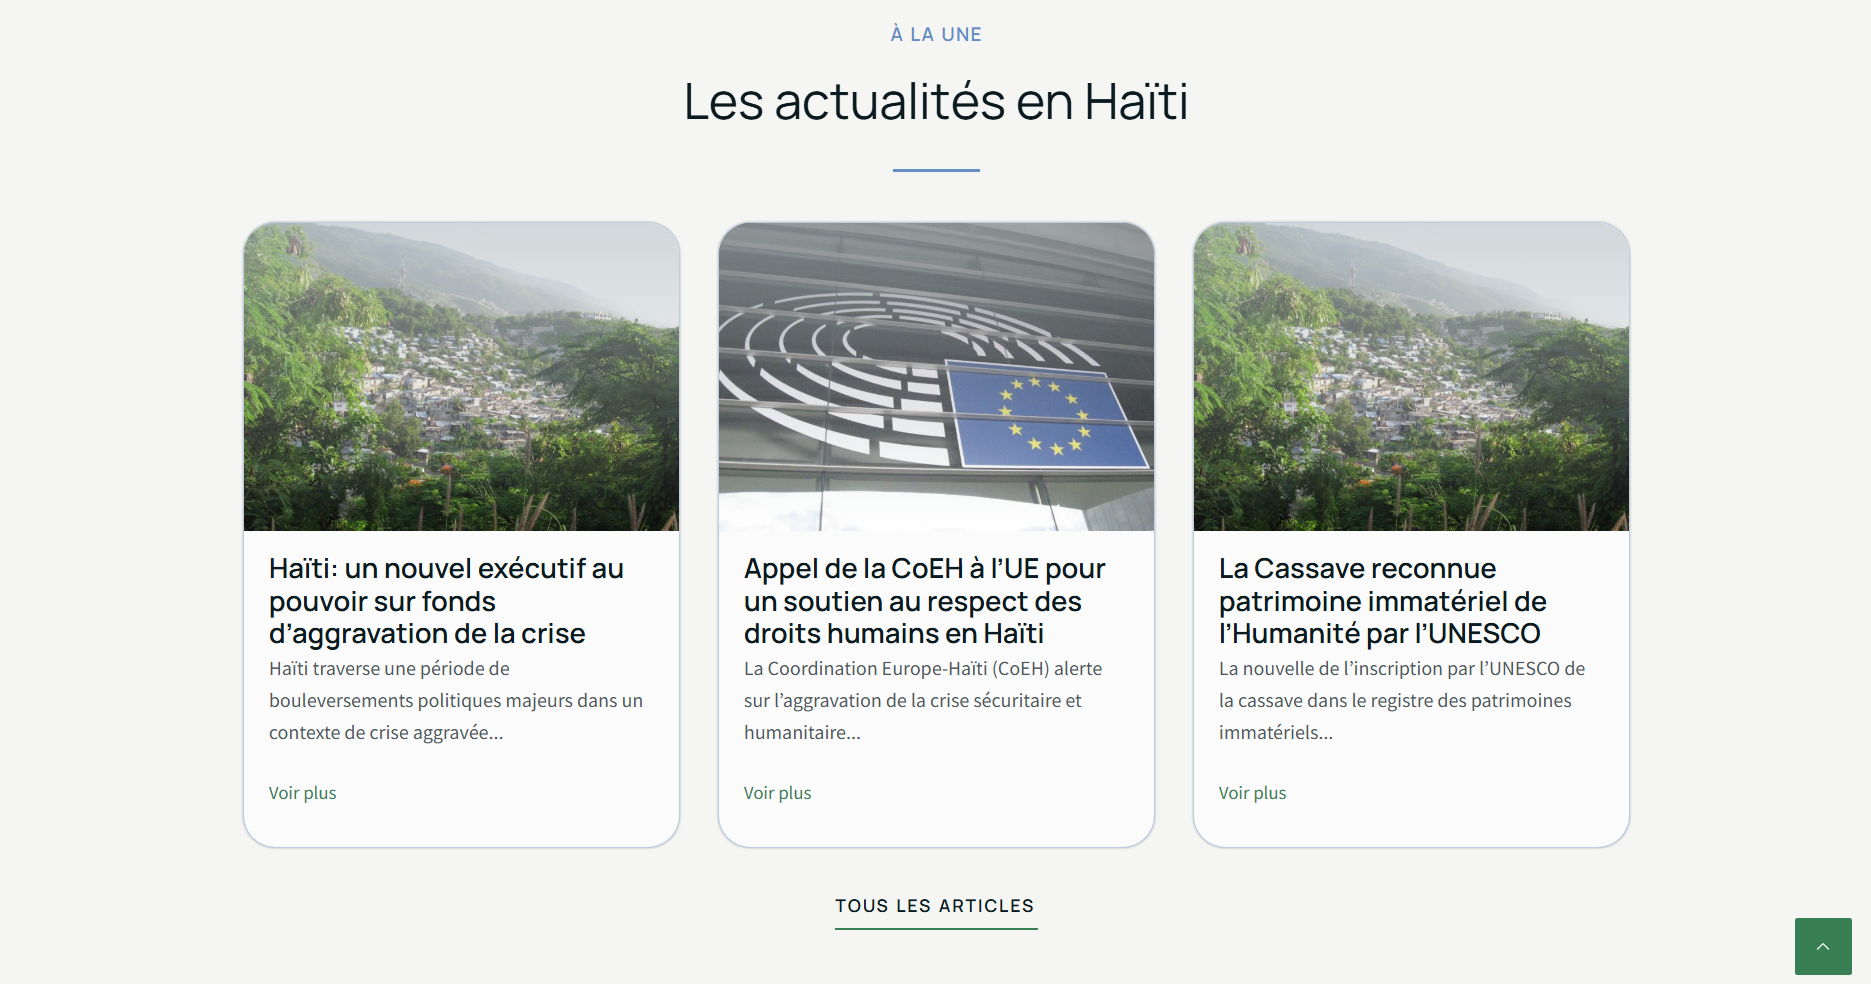 À LA UNE
Les actualités en Haïti
Haïti: un nouvel exécutif au
pouvoir sur fonds
d’aggravation de la crise
Haïti traverse une période de
bouleversements politiques majeurs dans un
contexte de crise aggravée...
Voir plus
Appel de la CoEH à l’UE pour
un soutien au respect des
droits humains en Haïti
La Coordination Europe-Haïti (CoEH) alerte
sur l’aggravation de la crise sécuritaire et
humanitaire...
Voir plus
La Cassave reconnue
patrimoine immatériel de
l’Humanité par l’UNESCO
La nouvelle de l’inscription par l’UNESCO de
la cassave dans le registre des patrimoines
immatériels...
Voir plus
TOUS LES ARTICLES